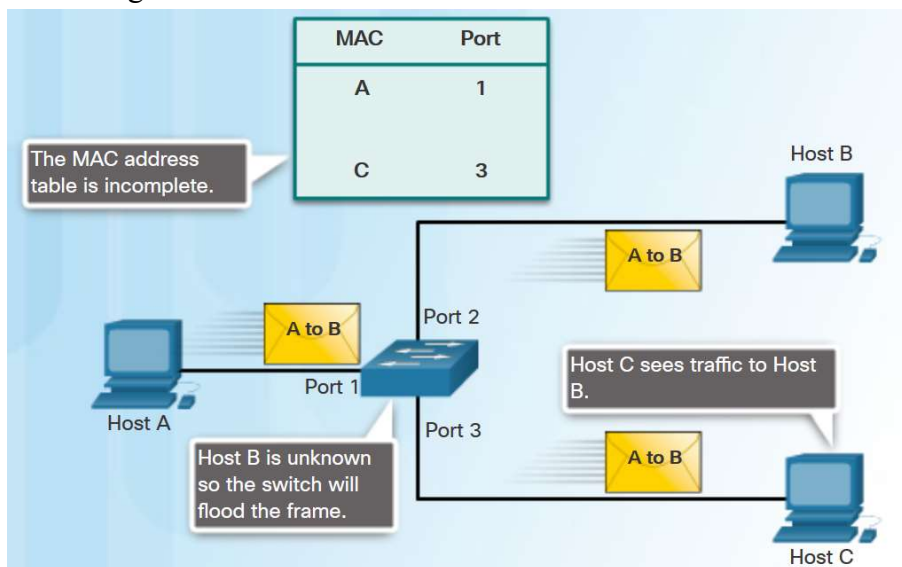 MAC Port
A 1
C 3
The MAC address
table is incomplete.
Host B
A to B
A to B
Port 2
Port 1
Host A
Host C sees traffic to Host
B.
Port 3
Host B is unknown
so the switch will
flood the frame.
A to B
Host C